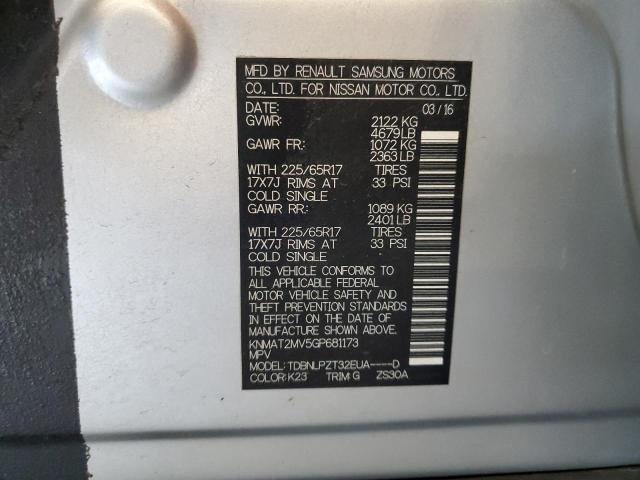 MFD BY RENAULT SAMSUNG MOTORS
CO., LTD. FOR NISSAN MOTOR CO., LTD.
DATE: 03/16
GVWR: 2122 KG
4679 LB
GAWR FR: 1072 KG
2363 LB
WITH 225/65R17 TIRES
17X7J RIMS AT 33 PSI
COLD SINGLE
GAWR RR: 1089 KG
2401 LB
WITH 225/65R17 TIRES
17X7J RIMS AT 33 PSI
COLD SINGLE
THIS VEHICLE CONFORMS TO
ALL APPLICABLE FEDERAL
MOTOR VEHICLE SAFETY AND
THEFT PREVENTION STANDARDS
IN EFFECT ON THE DATE OF
MANUFACTURE SHOWN ABOVE.
KNMAT2MV5GP681173
MPV
MODEL: TDBNLPZT32EUA----D
COLOR: K23 TRIM: G ZS30A